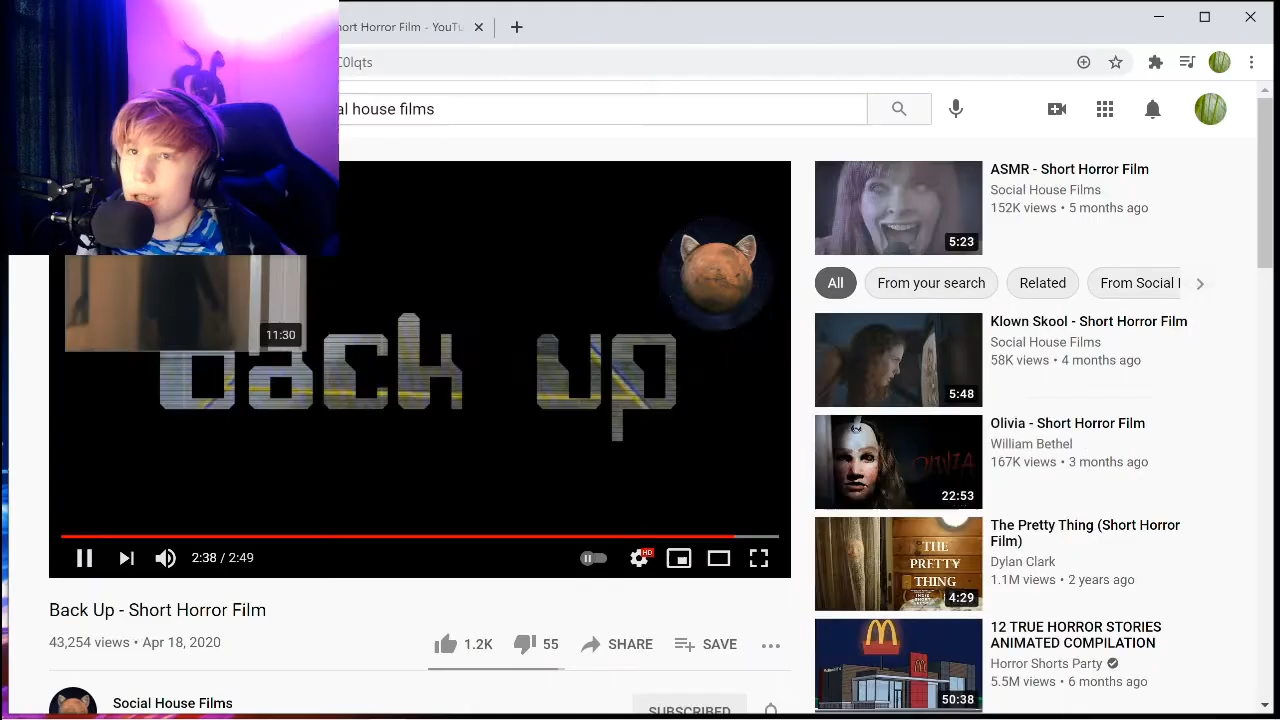 hort Horror Film - YouTu
C0lqts
al house films
11:30
back up
2:38 / 2:49
HD
Back Up - Short Horror Film
43,254 views • Apr 18, 2020
1.2K
55
SHARE
SAVE
Social House Films
SUBSCRIBED
ASMR - Short Horror Film
Social House Films
152K views • 5 months ago
5:23
All
From your search
Related
From Social
Klown Skool - Short Horror Film
Social House Films
58K views • 4 months ago
5:48
Olivia - Short Horror Film
William Bethel
167K views • 3 months ago
OLIVIA
22:53
The Pretty Thing (Short Horror
Film)
Dylan Clark
1.1M views • 2 years ago
THE
PRETTY
THING
4:29
12 TRUE HORROR STORIES
ANIMATED COMPILATION
Horror Shorts Party
5.5M views • 6 months ago
50:38